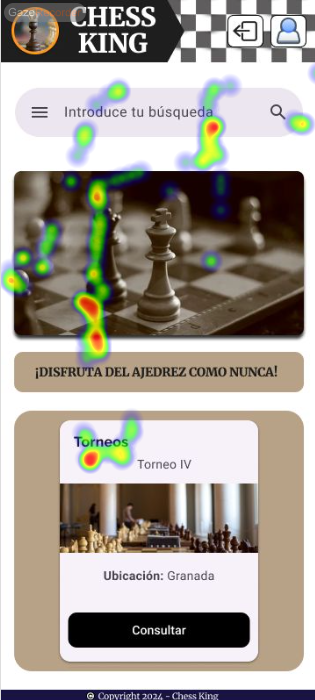 CHESS
KING
Introduce tu búsqueda
¡DISFRUTA DEL AJEDREZ COMO NUNCA!
Torneos
Torneo IV
Ubicación: Granada
Consultar
© Copyright 2024 - Chess King